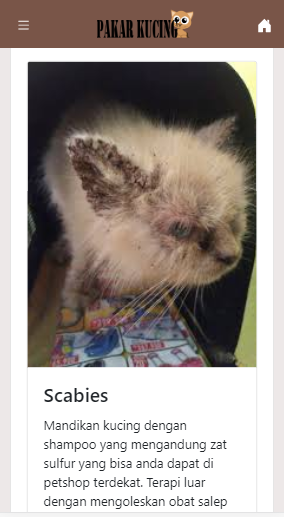 PAKAR KUCING
Scabies
Mandikan kucing dengan
shampoo yang mengandung zat
sulfur yang bisa anda dapat di
petshop terdekat. Terapi luar
dengan mengoleskan obat salep